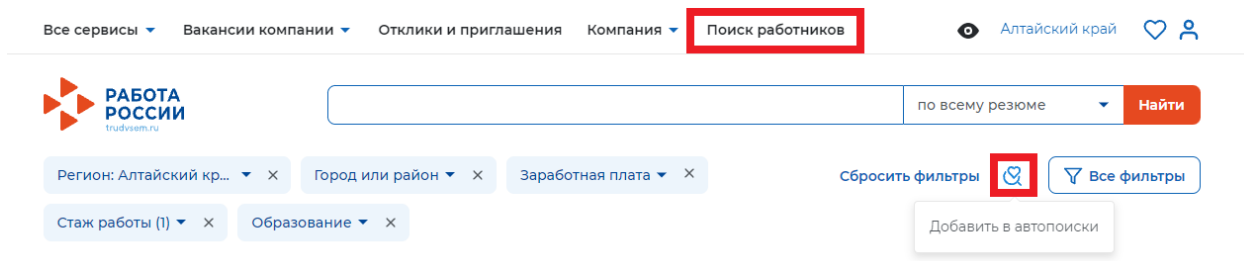 Все сервисы Вакансии компании Отклики и приглашения Компания Поиск работников Алтайский край
РАБОТА
РОССИИ
trudvsem.ru
по всему резюме Найти
Регион: Алтайский кр... Город или район Заработная плата Сбросить фильтры Все фильтры
Стаж работы (1) Образование Добавить в автопоиски